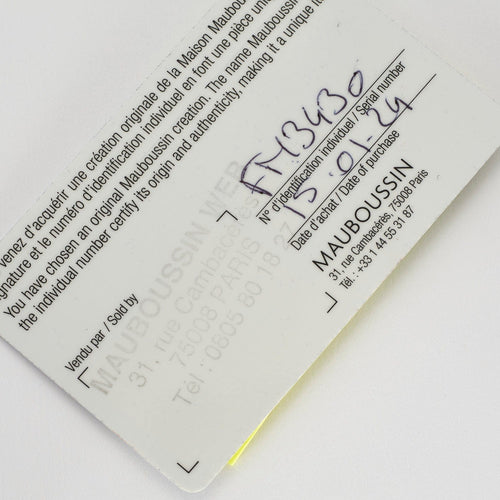 venez d'acquérir une création originale de la Maison Mauboussin
gnature et le numéro d'identification individuel en font une pièce un
You have chosen an original Mauboussin creation. The name Mauboussin
the individual number certify its origin and authenticity, making it a unique
Vendu par / Sold by
MAUBOUSSIN WEB
31, rue Cambacérès
75008 PARIS
Tél : 0605 80 18 27
FM3430
N° d'identification individuel / Serial number
15-01-24
Date d'achat / Date of purchase
MAUBOUSSIN
31, rue Cambacérès, 75008 Paris
Tél. : +33 1 44 55 31 87